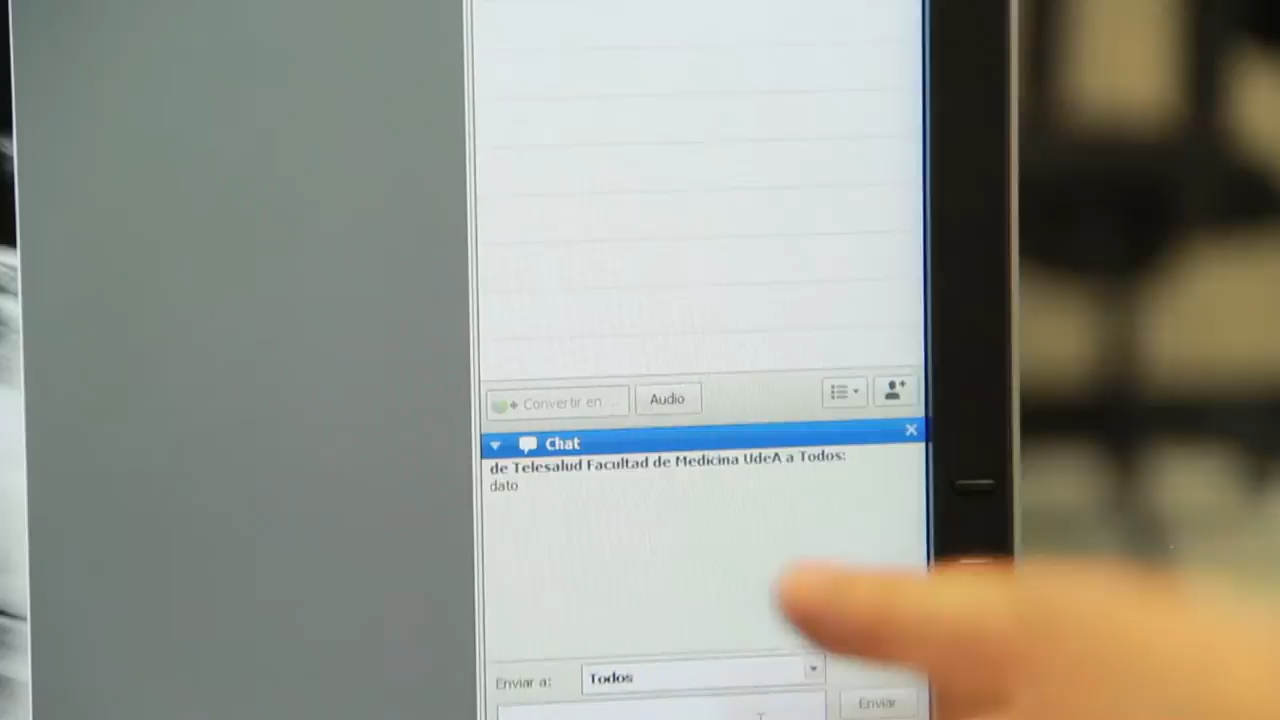 Convertir en ...
Audio
Chat
de Telesalud Facultad de Medicina UdeA a Todos:
dato
Enviar a:
Todos
Enviar